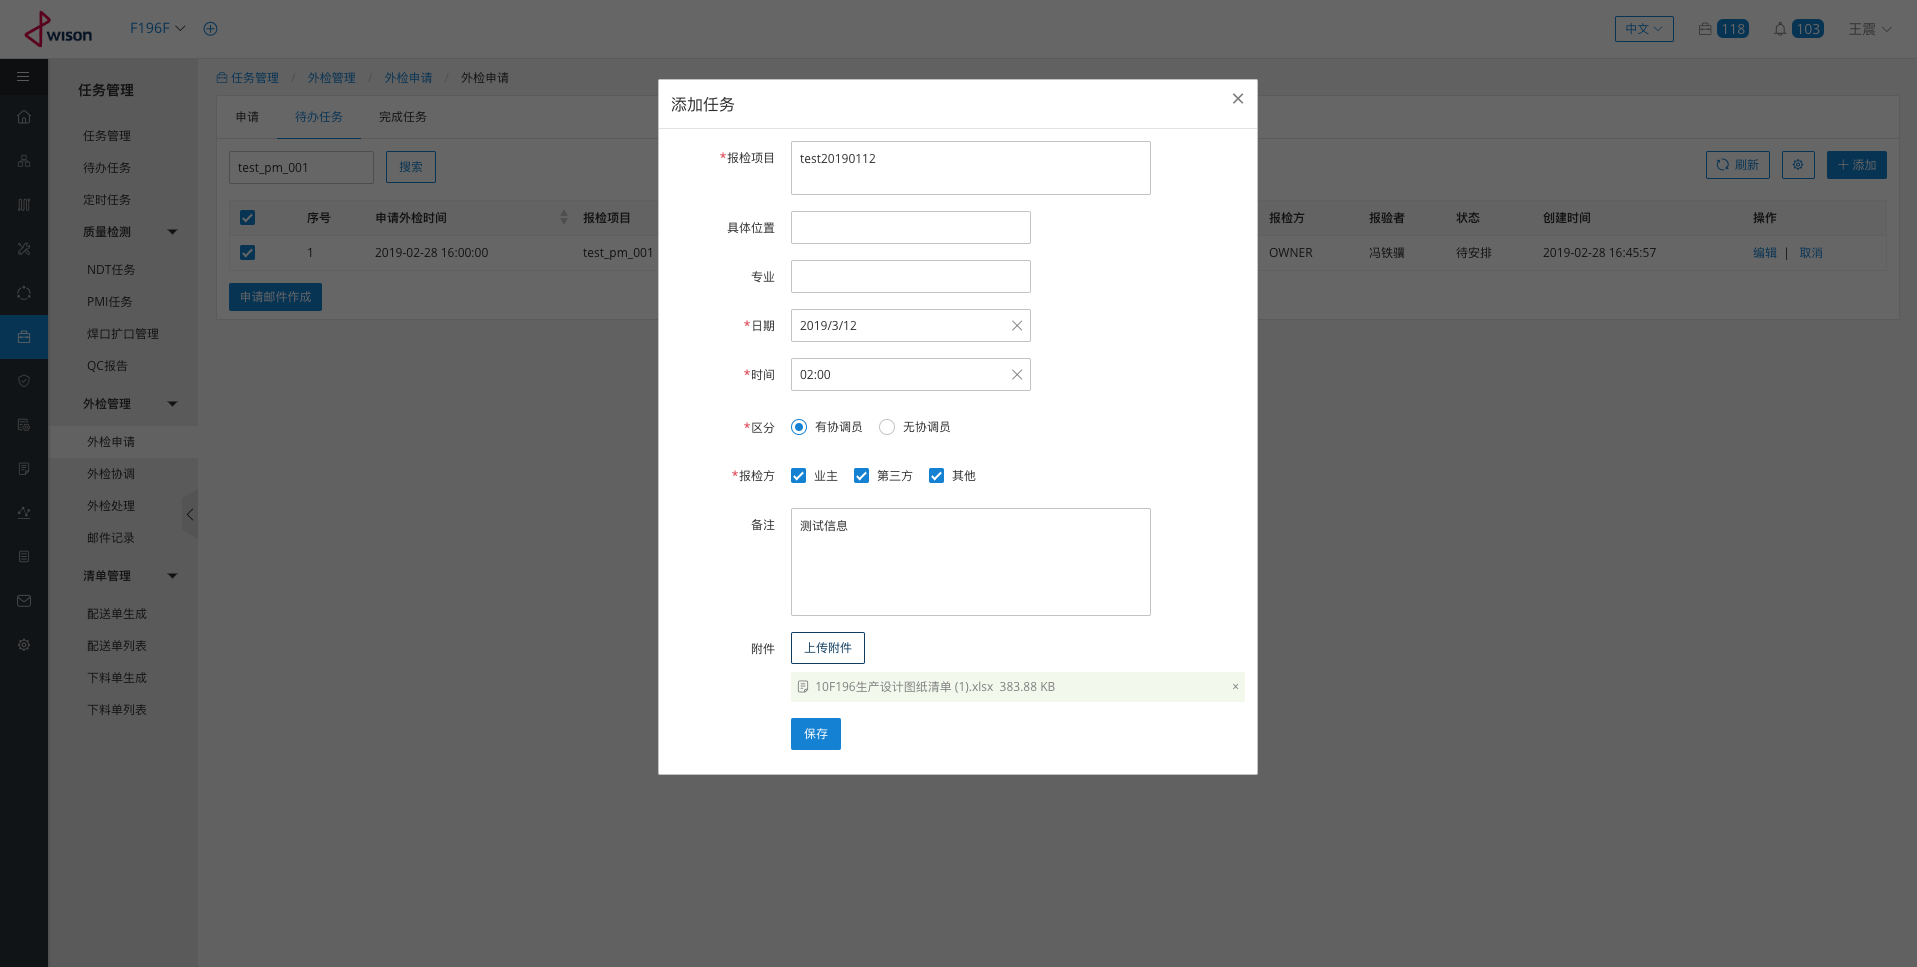 wison
F196F
中文
118
103
王震
任务管理
任务管理
待办任务
定时任务
质量检测
NDT任务
PMI任务
焊口扩口管理
QC报告
外检管理
外检申请
外检协调
外检处理
邮件记录
清单管理
配送单生成
配送单列表
下料单生成
下料单列表
任务管理 / 外检管理 / 外检申请 / 外检申请
申请 待办任务 完成任务
test_pm_001 搜索
刷新 添加
序号 申请外检时间 报检项目 报检方 报验者 状态 创建时间 操作
1 2019-02-28 16:00:00 test_pm_001 OWNER 冯铁骥 待安排 2019-02-28 16:45:57 编辑 | 取消
申请邮件作成
添加任务
*报检项目 test20190112
具体位置
专业
*日期 2019/3/12
*时间 02:00
*区分 有协调员 无协调员
*报检方 业主 第三方 其他
备注 测试信息
附件 上传附件
10F196生产设计图纸清单 (1).xlsx 383.88 KB
保存